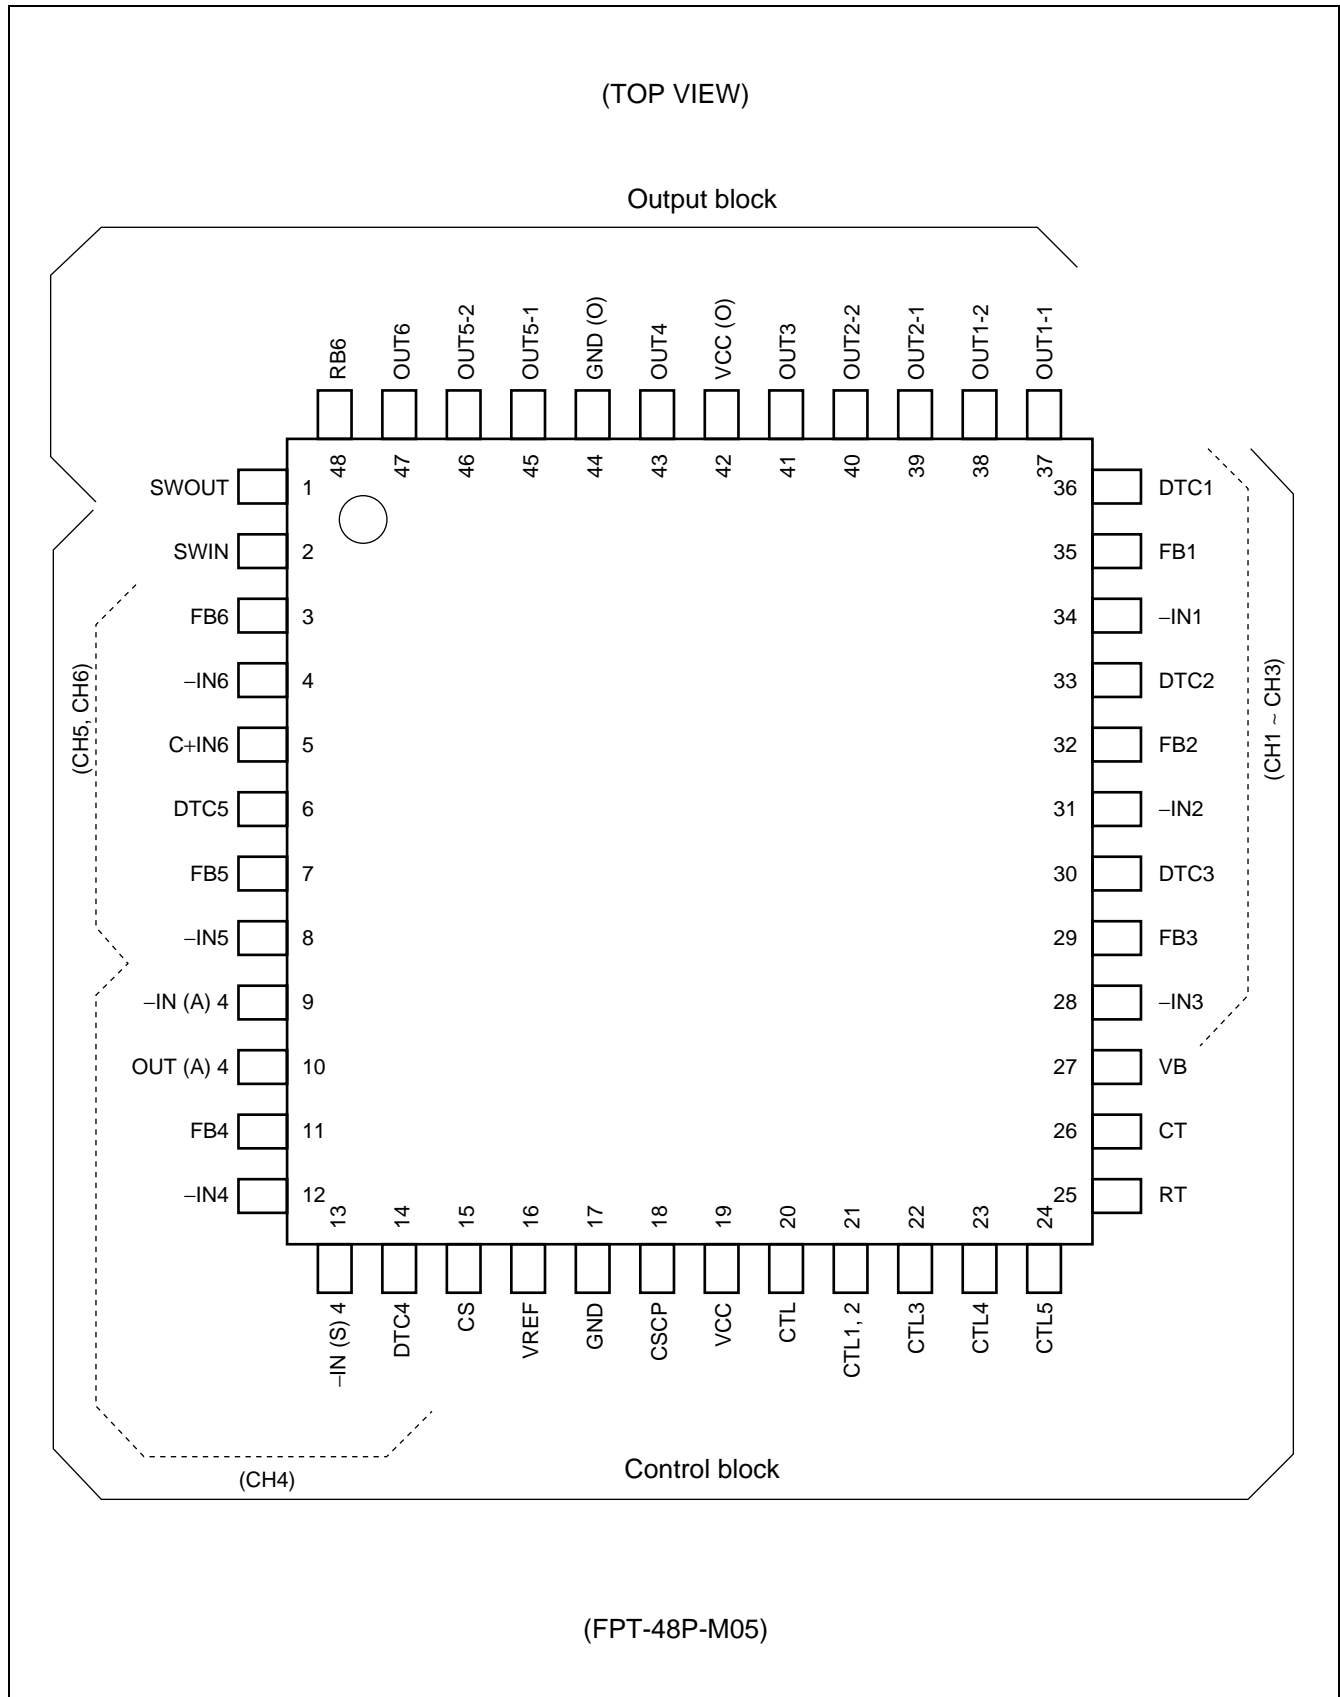 (TOP VIEW)
Output block
RB6
OUT6
OUT5-2
OUT5-1
GND (O)
OUT4
VCC (O)
OUT3
OUT2-2
OUT2-1
OUT1-2
OUT1-1
48
47
46
45
44
43
42
41
40
39
38
37
SWOUT 1
SWIN 2
FB6 3
−IN6 4
C+IN6 5
DTC5 6
FB5 7
−IN5 8
−IN (A) 4 9
OUT (A) 4 10
FB4 11
−IN4 12
(CH5, CH6)
36 DTC1
35 FB1
34 −IN1
33 DTC2
32 FB2
31 −IN2
30 DTC3
29 FB3
28 −IN3
27 VB
26 CT
25 RT
(CH1 ~ CH3)
13
14
15
16
17
18
19
20
21
22
23
24
−IN (S) 4
DTC4
CS
VREF
GND
CSCP
VCC
CTL
CTL1, 2
CTL3
CTL4
CTL5
(CH4)
Control block
(FPT-48P-M05)